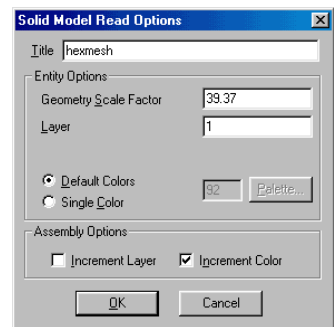 Solid Model Read Options
Title hexmesh
Entity Options
Geometry Scale Factor 39.37
Layer 1
Default Colors 92 Palette...
Single Color
Assembly Options
Increment Layer Increment Color
OK Cancel